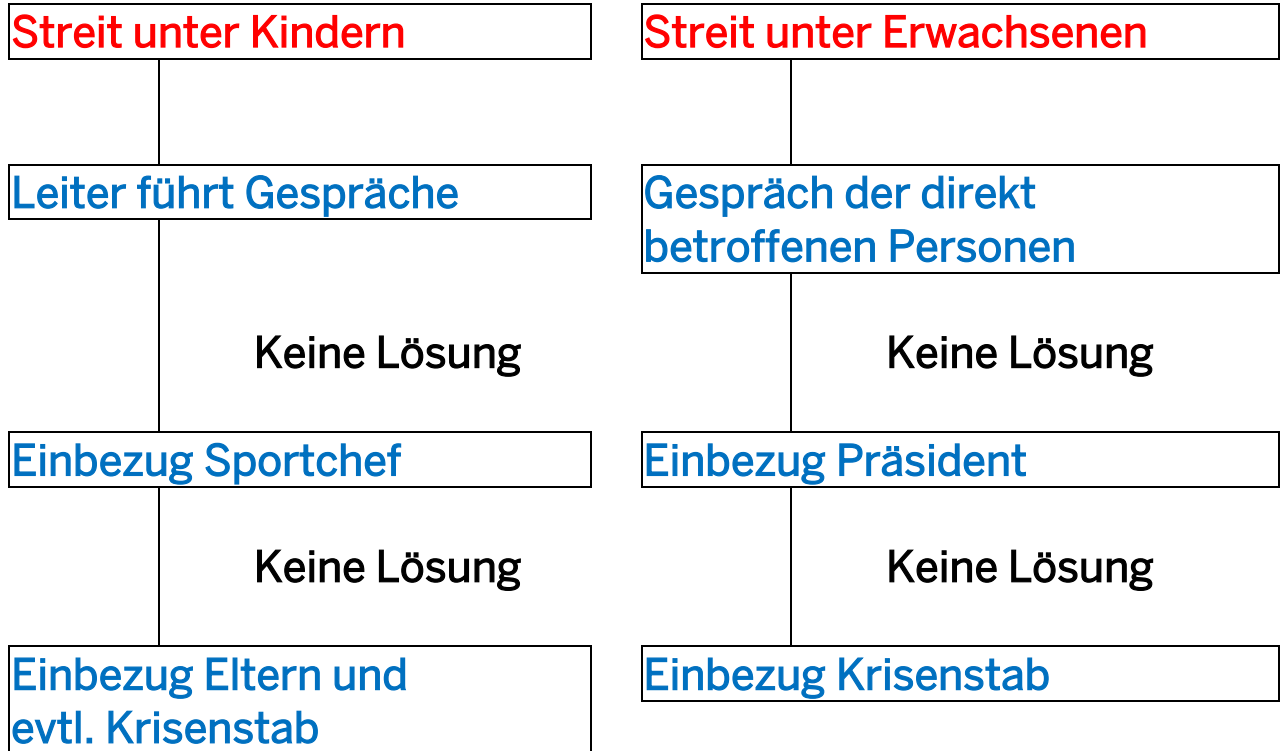 Streit unter Kindern
Leiter führt Gespräche
Keine Lösung
Einbezug Sportchef
Keine Lösung
Einbezug Eltern und
evtl. Krisenstab
Streit unter Erwachsenen
Gespräch der direkt
betroffenen Personen
Keine Lösung
Einbezug Präsident
Keine Lösung
Einbezug Krisenstab